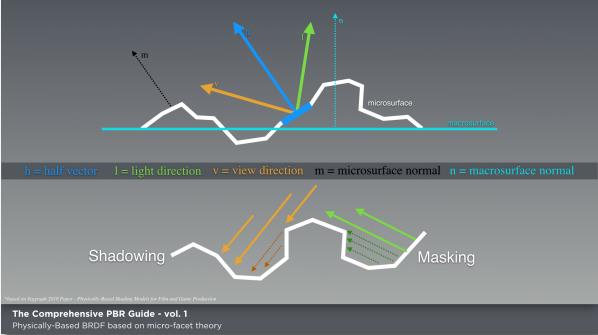 n
h
l
m
v
microsurface
macrosurface
h = half vector l = light direction v = view direction m = microsurface normal n = macrosurface normal
Shadowing
Masking
*Based on Siggraph 2010 Paper - Physically-Based Shading Models for Film and Game Production
The Comprehensive PBR Guide - vol. 1
Physically-Based BRDF based on micro-facet theory